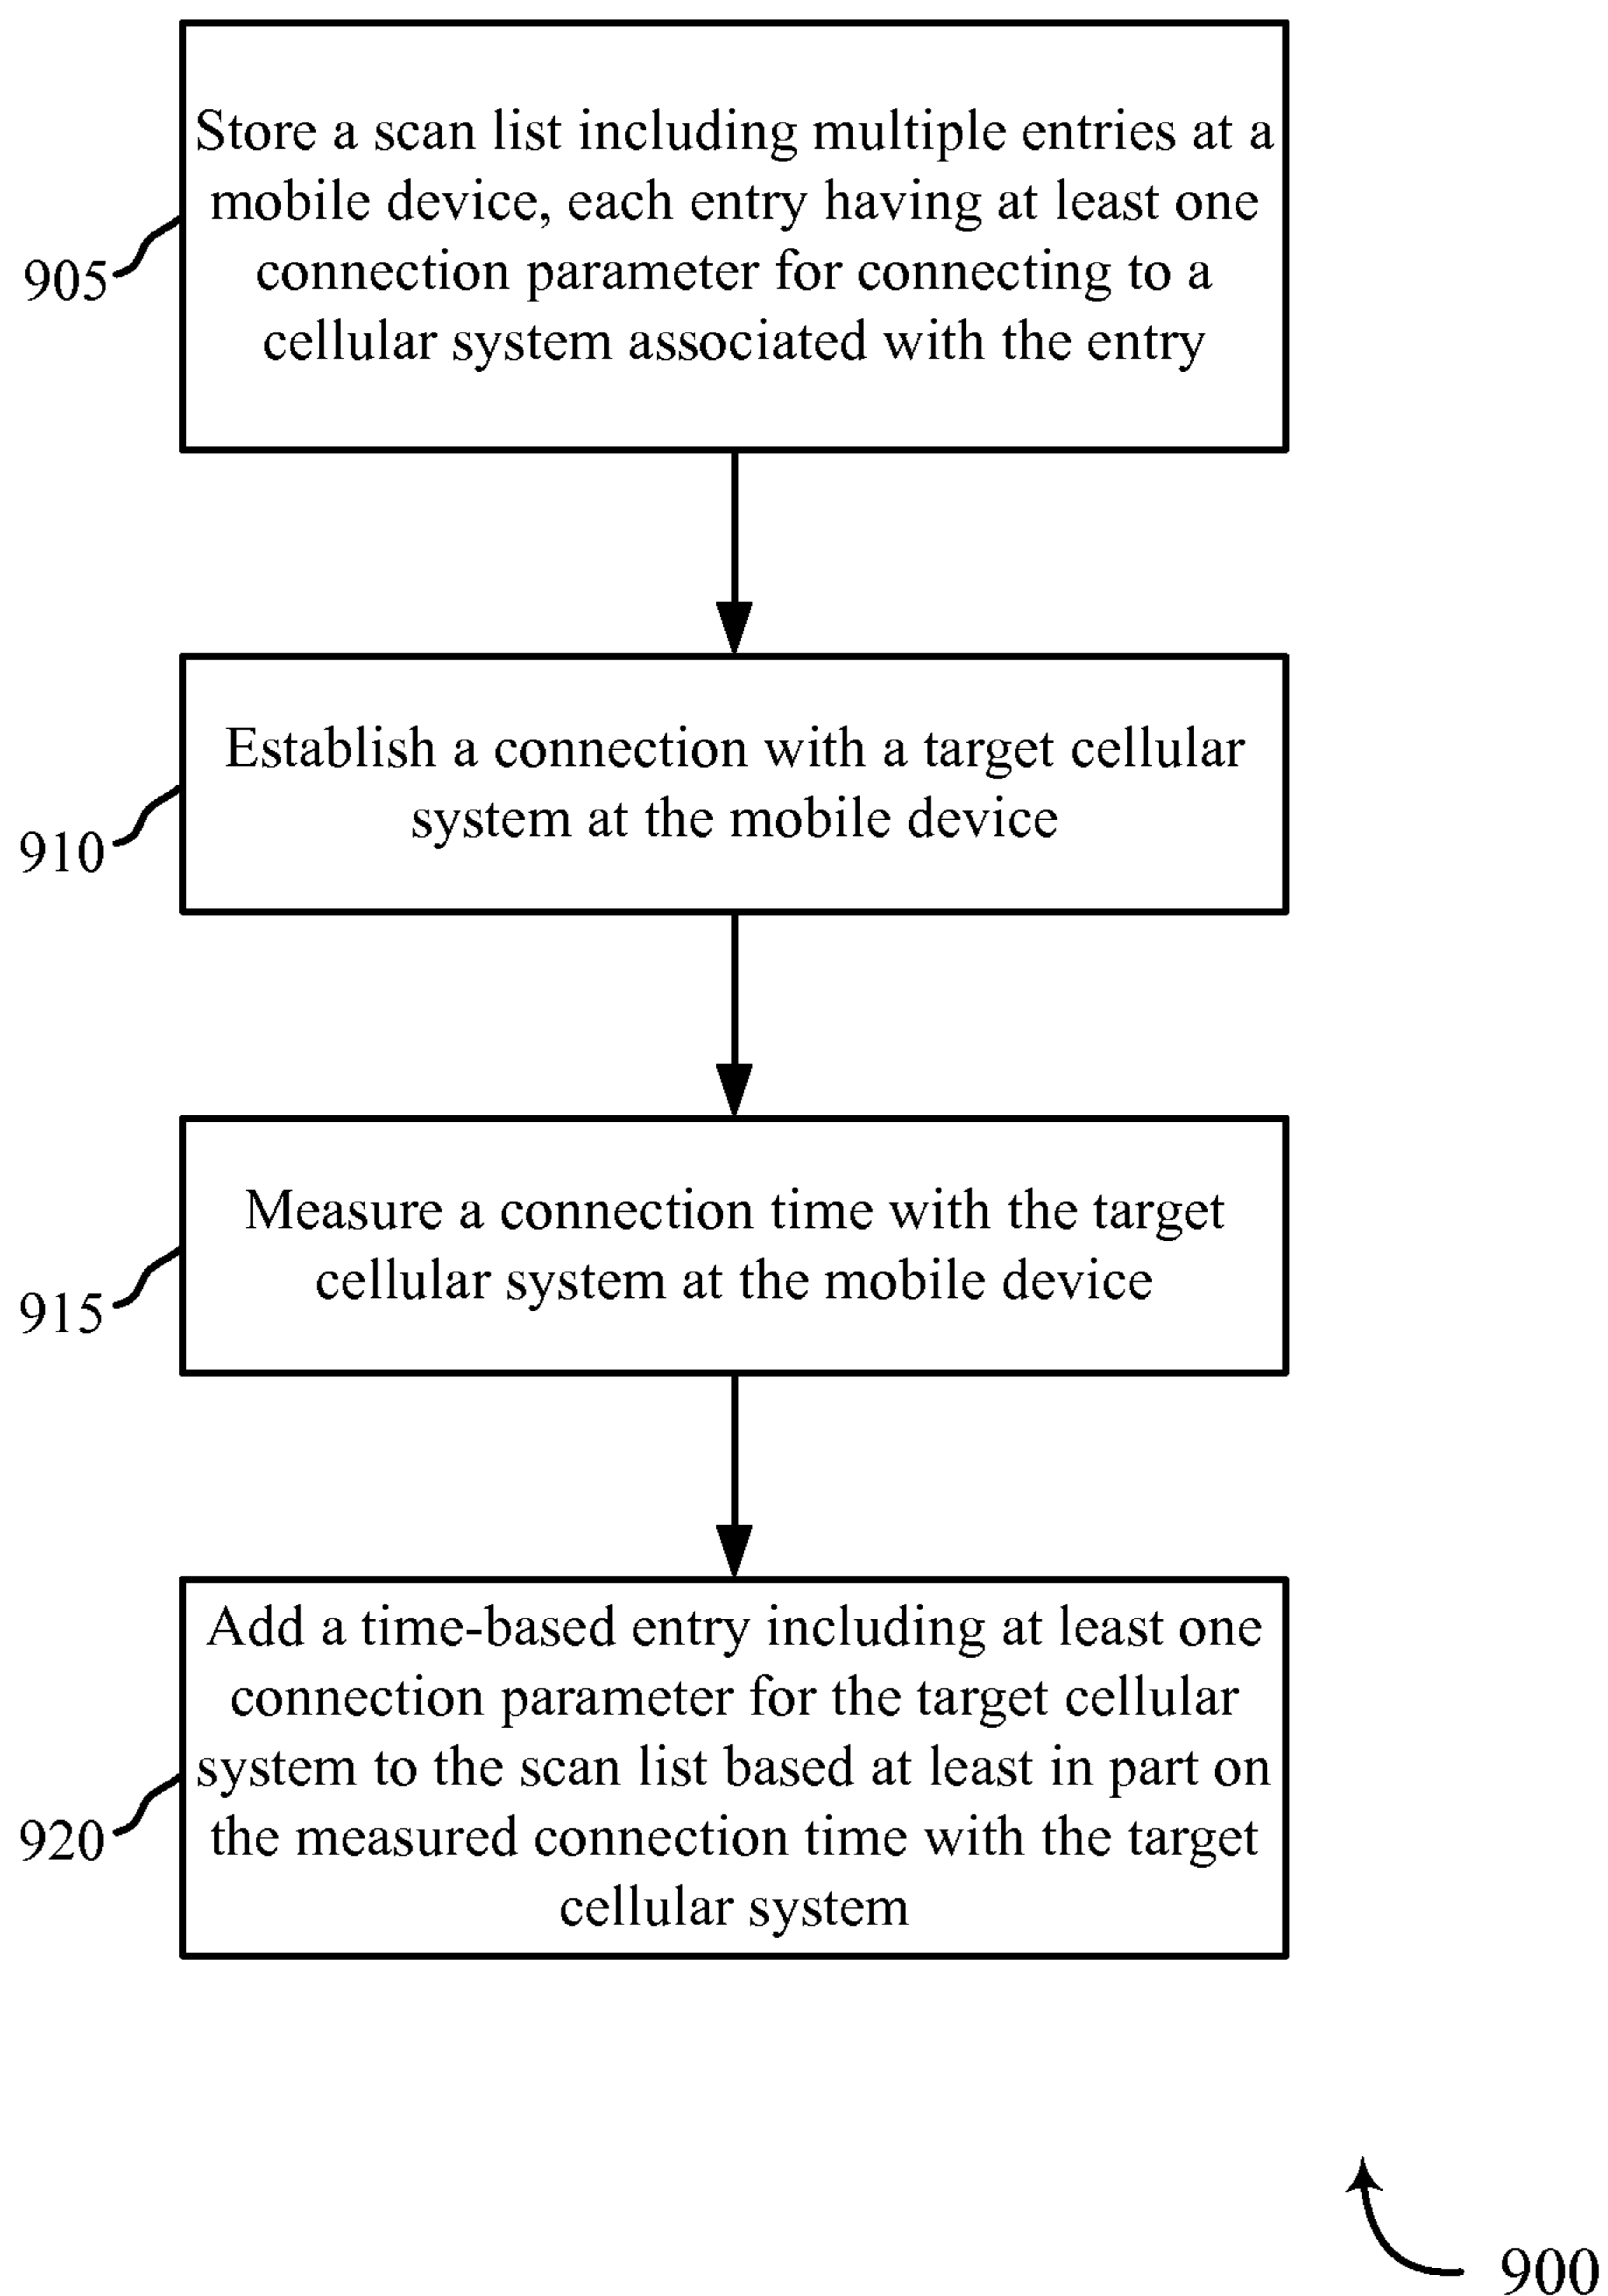 Store a scan list including multiple entries at a
mobile device, each entry having at least one
connection parameter for connecting to a
cellular system associated with the entry
905
Establish a connection with a target cellular
system at the mobile device
910
Measure a connection time with the target
cellular system at the mobile device
915
Add a time-based entry including at least one
connection parameter for the target cellular
system to the scan list based at least in part on
the measured connection time with the target
cellular system
920
900